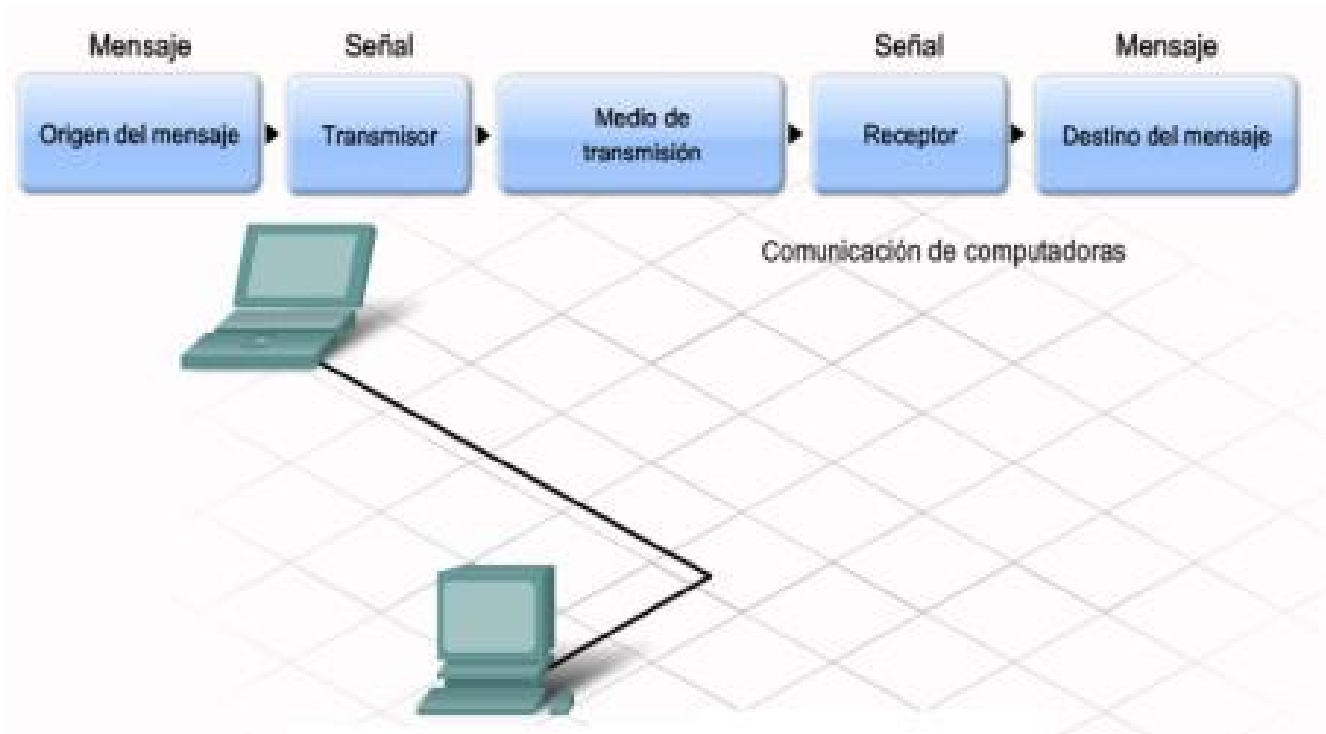 Mensaje
Señal
Señal
Mensaje
Origen del mensaje
Transmisor
Medio de
transmisión
Receptor
Destino del mensaje
Comunicación de computadoras